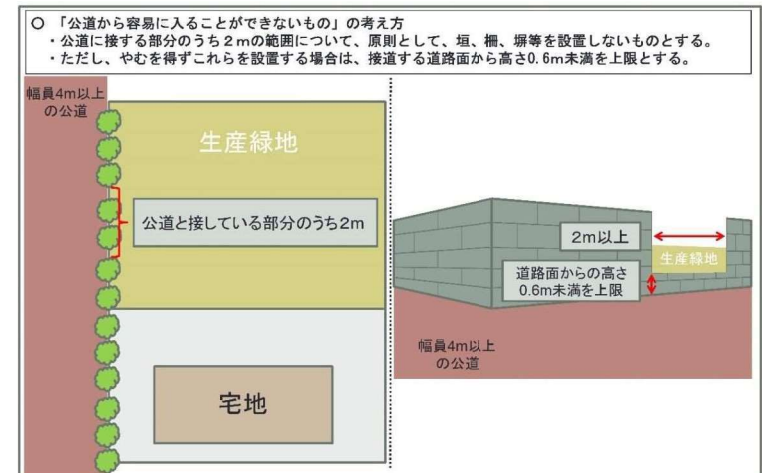 ○ 「公道から容易に入ることができないもの」の考え方
・公道に接する部分のうち2mの範囲について、原則として、垣、柵、塀等を設置しないものとする。
・ただし、やむを得ずこれらを設置する場合は、接道する道路面から高さ0.6m未満を上限とする。
幅員4m以上
の公道
生産緑地
公道と接している部分のうち2m
宅地
2m以上
生産緑地
道路面からの高さ
0.6m未満を上限
幅員4m以上
の公道